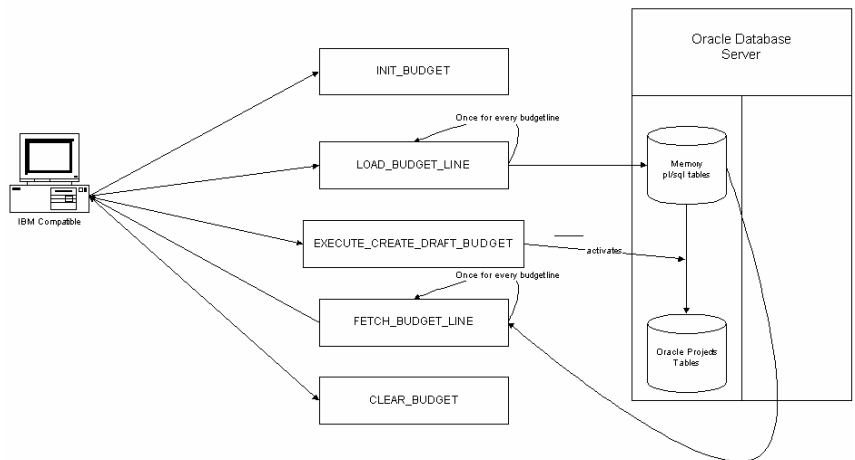 Oracle Database
Server
INIT_BUDGET
Once for every budgetline
LOAD_BUDGET_LINE
Memory
pl/sql tables
IBM Compatible
EXECUTE_CREATE_DRAFT_BUDGET
activates
Once for every budgetline
FETCH_BUDGET_LINE
Oracle Projects
Tables
CLEAR_BUDGET